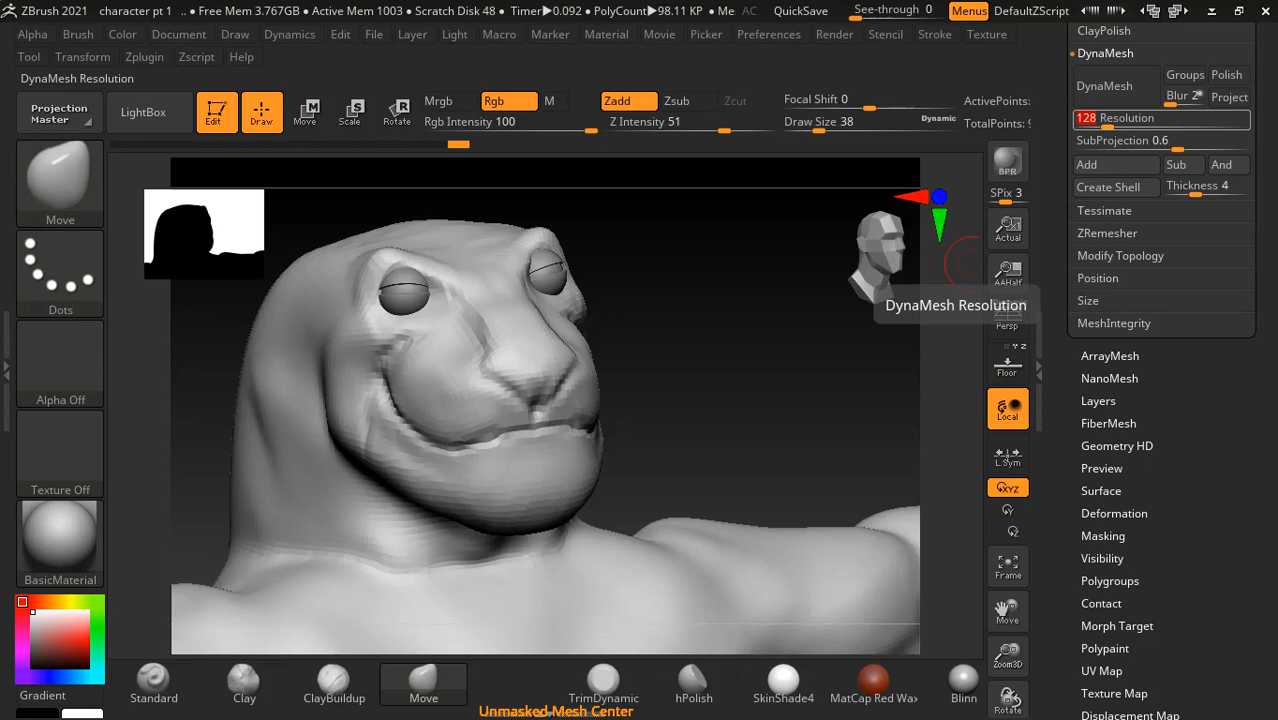 ZBrush 2021 character pt 1 .. • Free Mem 3.767GB • Active Mem 1003 • Scratch Disk 48 • Timer▶0.092 • PolyCount▶98.11 KP • Me AC QuickSave See-through 0 Menus DefaultZScript
Alpha Brush Color Document Draw Dynamics Edit File Layer Light Macro Marker Material Movie Picker Preferences Render Stencil Stroke Texture
Tool Transform Zplugin Zscript Help
DynaMesh Resolution
Projection Master
LightBox
Edit
Draw
Move
Scale
Rotate
Mrgb Rgb M
Rgb Intensity 100
Zadd Zsub Zcut
Z Intensity 51
Focal Shift 0
Draw Size 38 Dynamic
ActivePoints:
TotalPoints: 9
Move
Dots
Alpha Off
Texture Off
BasicMaterial
Gradient
BPR
SPix 3
Actual
AAHalf
DynaMesh Resolution
Persp
Floor
Local
L.Sym
XYZ
Frame
Move
Zoom3D
Rotate
ClayPolish
DynaMesh
DynaMesh
Groups Polish
Blur 2 Project
128 Resolution
SubProjection 0.6
Add Sub And
Create Shell Thickness 4
Tessimate
ZRemesher
Modify Topology
Position
Size
MeshIntegrity
ArrayMesh
NanoMesh
Layers
FiberMesh
Geometry HD
Preview
Surface
Deformation
Masking
Visibility
Polygroups
Contact
Morph Target
Polypaint
UV Map
Texture Map
Displacement Map
Standard Clay ClayBuildup Move TrimDynamic hPolish SkinShade4 MatCap Red Wax Blinn
Unmasked Mesh Center